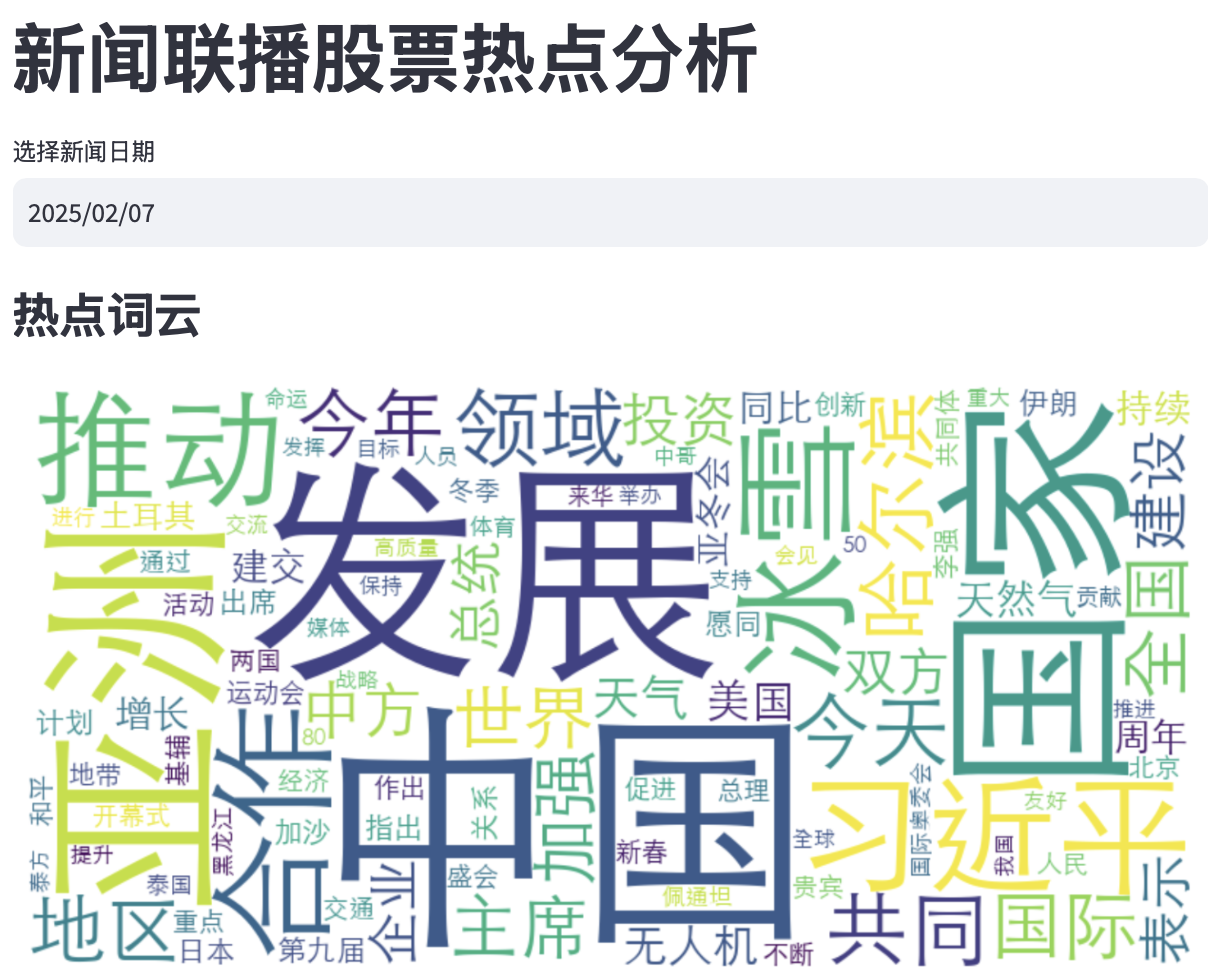 新闻联播股票热点分析
选择新闻日期
2025/02/07
热点词云
推动
命运
今年
领域
投资
同比
创新
哈尔滨
共同体
重大
伊朗
持续
发挥
目标
人员
中哥
雪
国家
建设
发展
冬季
来华
举办
亚冬会
进行
土耳其
交流
体育
高质量
会见
50
李强
亚洲
通过
建交
保持
总统
支持
冰
天然气
贡献
全国
活动
出席
媒体
愿同
两国
双方
运动会
战略
中方
世界
天气
美国
今天
推进
计划
增长
80
周年
地带
基辅
合作
经济
作出
关系
加强
促进
总理
北京
和平
开幕式
中国
习近平
国际奥委会
友好
黑龙江
加沙
指出
新春
全球
我国
人民
提升
泰方
泰国
盛会
佩通坦
贵宾
表示
地区
重点
交通
企业
主席
共同
国际
日本
第九届
无人机
不断